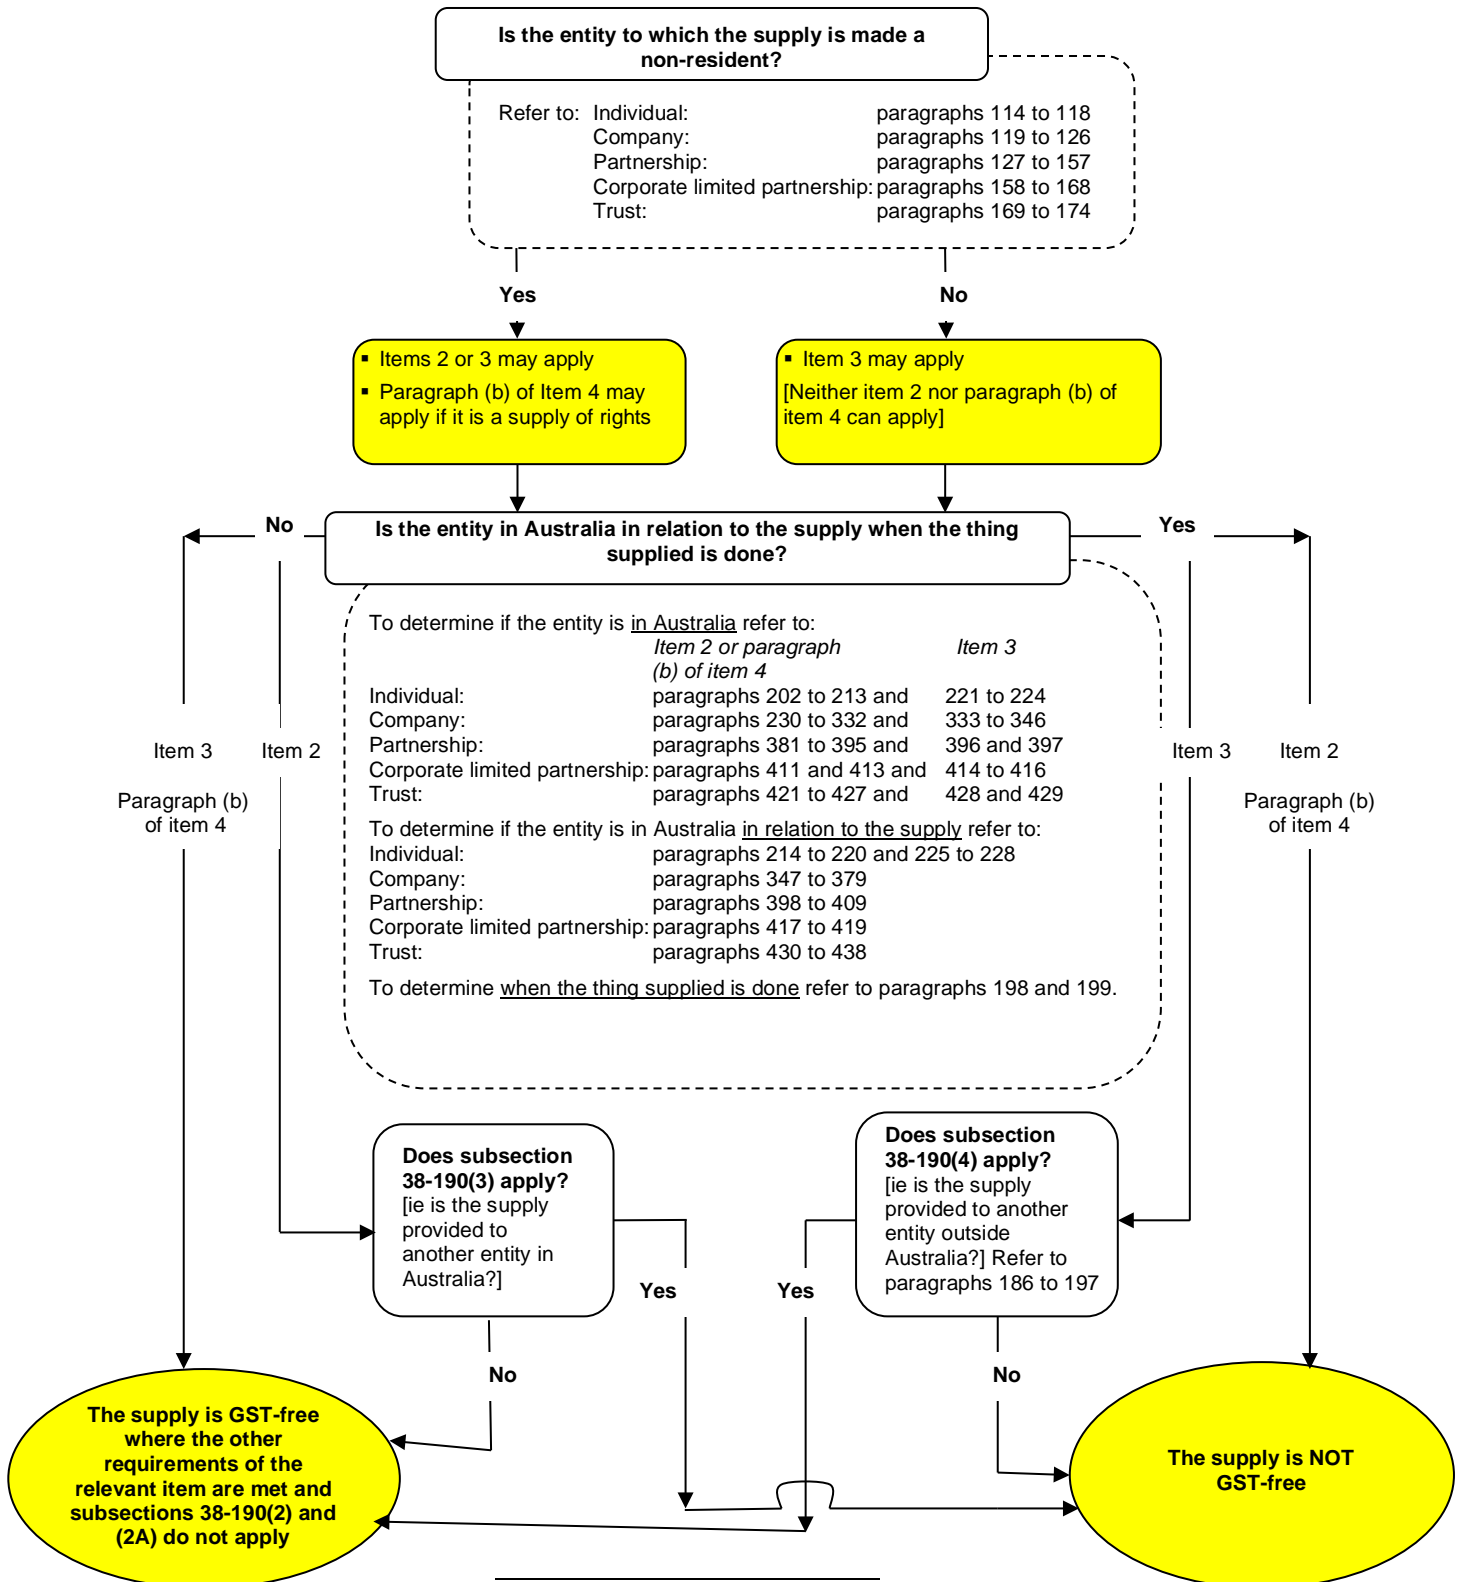 Is the entity to which the supply is made a
non-resident?
Refer to: Individual: paragraphs 114 to 118
Company: paragraphs 119 to 126
Partnership: paragraphs 127 to 157
Corporate limited partnership: paragraphs 158 to 168
Trust: paragraphs 169 to 174
Yes
No
▪ Items 2 or 3 may apply
▪ Paragraph (b) of Item 4 may
apply if it is a supply of rights
▪ Item 3 may apply
[Neither item 2 nor paragraph (b) of
item 4 can apply]
No
Is the entity in Australia in relation to the supply when the thing
supplied is done?
Yes
To determine if the entity is in Australia refer to:
Item 2 or paragraph Item 3
(b) of item 4
Individual: paragraphs 202 to 213 and 221 to 224
Company: paragraphs 230 to 332 and 333 to 346
Partnership: paragraphs 381 to 395 and 396 and 397
Corporate limited partnership: paragraphs 411 and 413 and 414 to 416
Trust: paragraphs 421 to 427 and 428 and 429
To determine if the entity is in Australia in relation to the supply refer to:
Individual: paragraphs 214 to 220 and 225 to 228
Company: paragraphs 347 to 379
Partnership: paragraphs 398 to 409
Corporate limited partnership: paragraphs 417 to 419
Trust: paragraphs 430 to 438
To determine when the thing supplied is done refer to paragraphs 198 and 199.
Item 3
Paragraph (b)
of item 4
Item 2
Item 3
Item 2
Paragraph (b)
of item 4
Does subsection
38-190(3) apply?
[ie is the supply
provided to
another entity in
Australia?]
Does subsection
38-190(4) apply?
[ie is the supply
provided to another
entity outside
Australia?] Refer to
paragraphs 186 to 197
Yes
Yes
No
No
The supply is GST-free
where the other
requirements of the
relevant item are met and
subsections 38-190(2) and
(2A) do not apply
The supply is NOT
GST-free